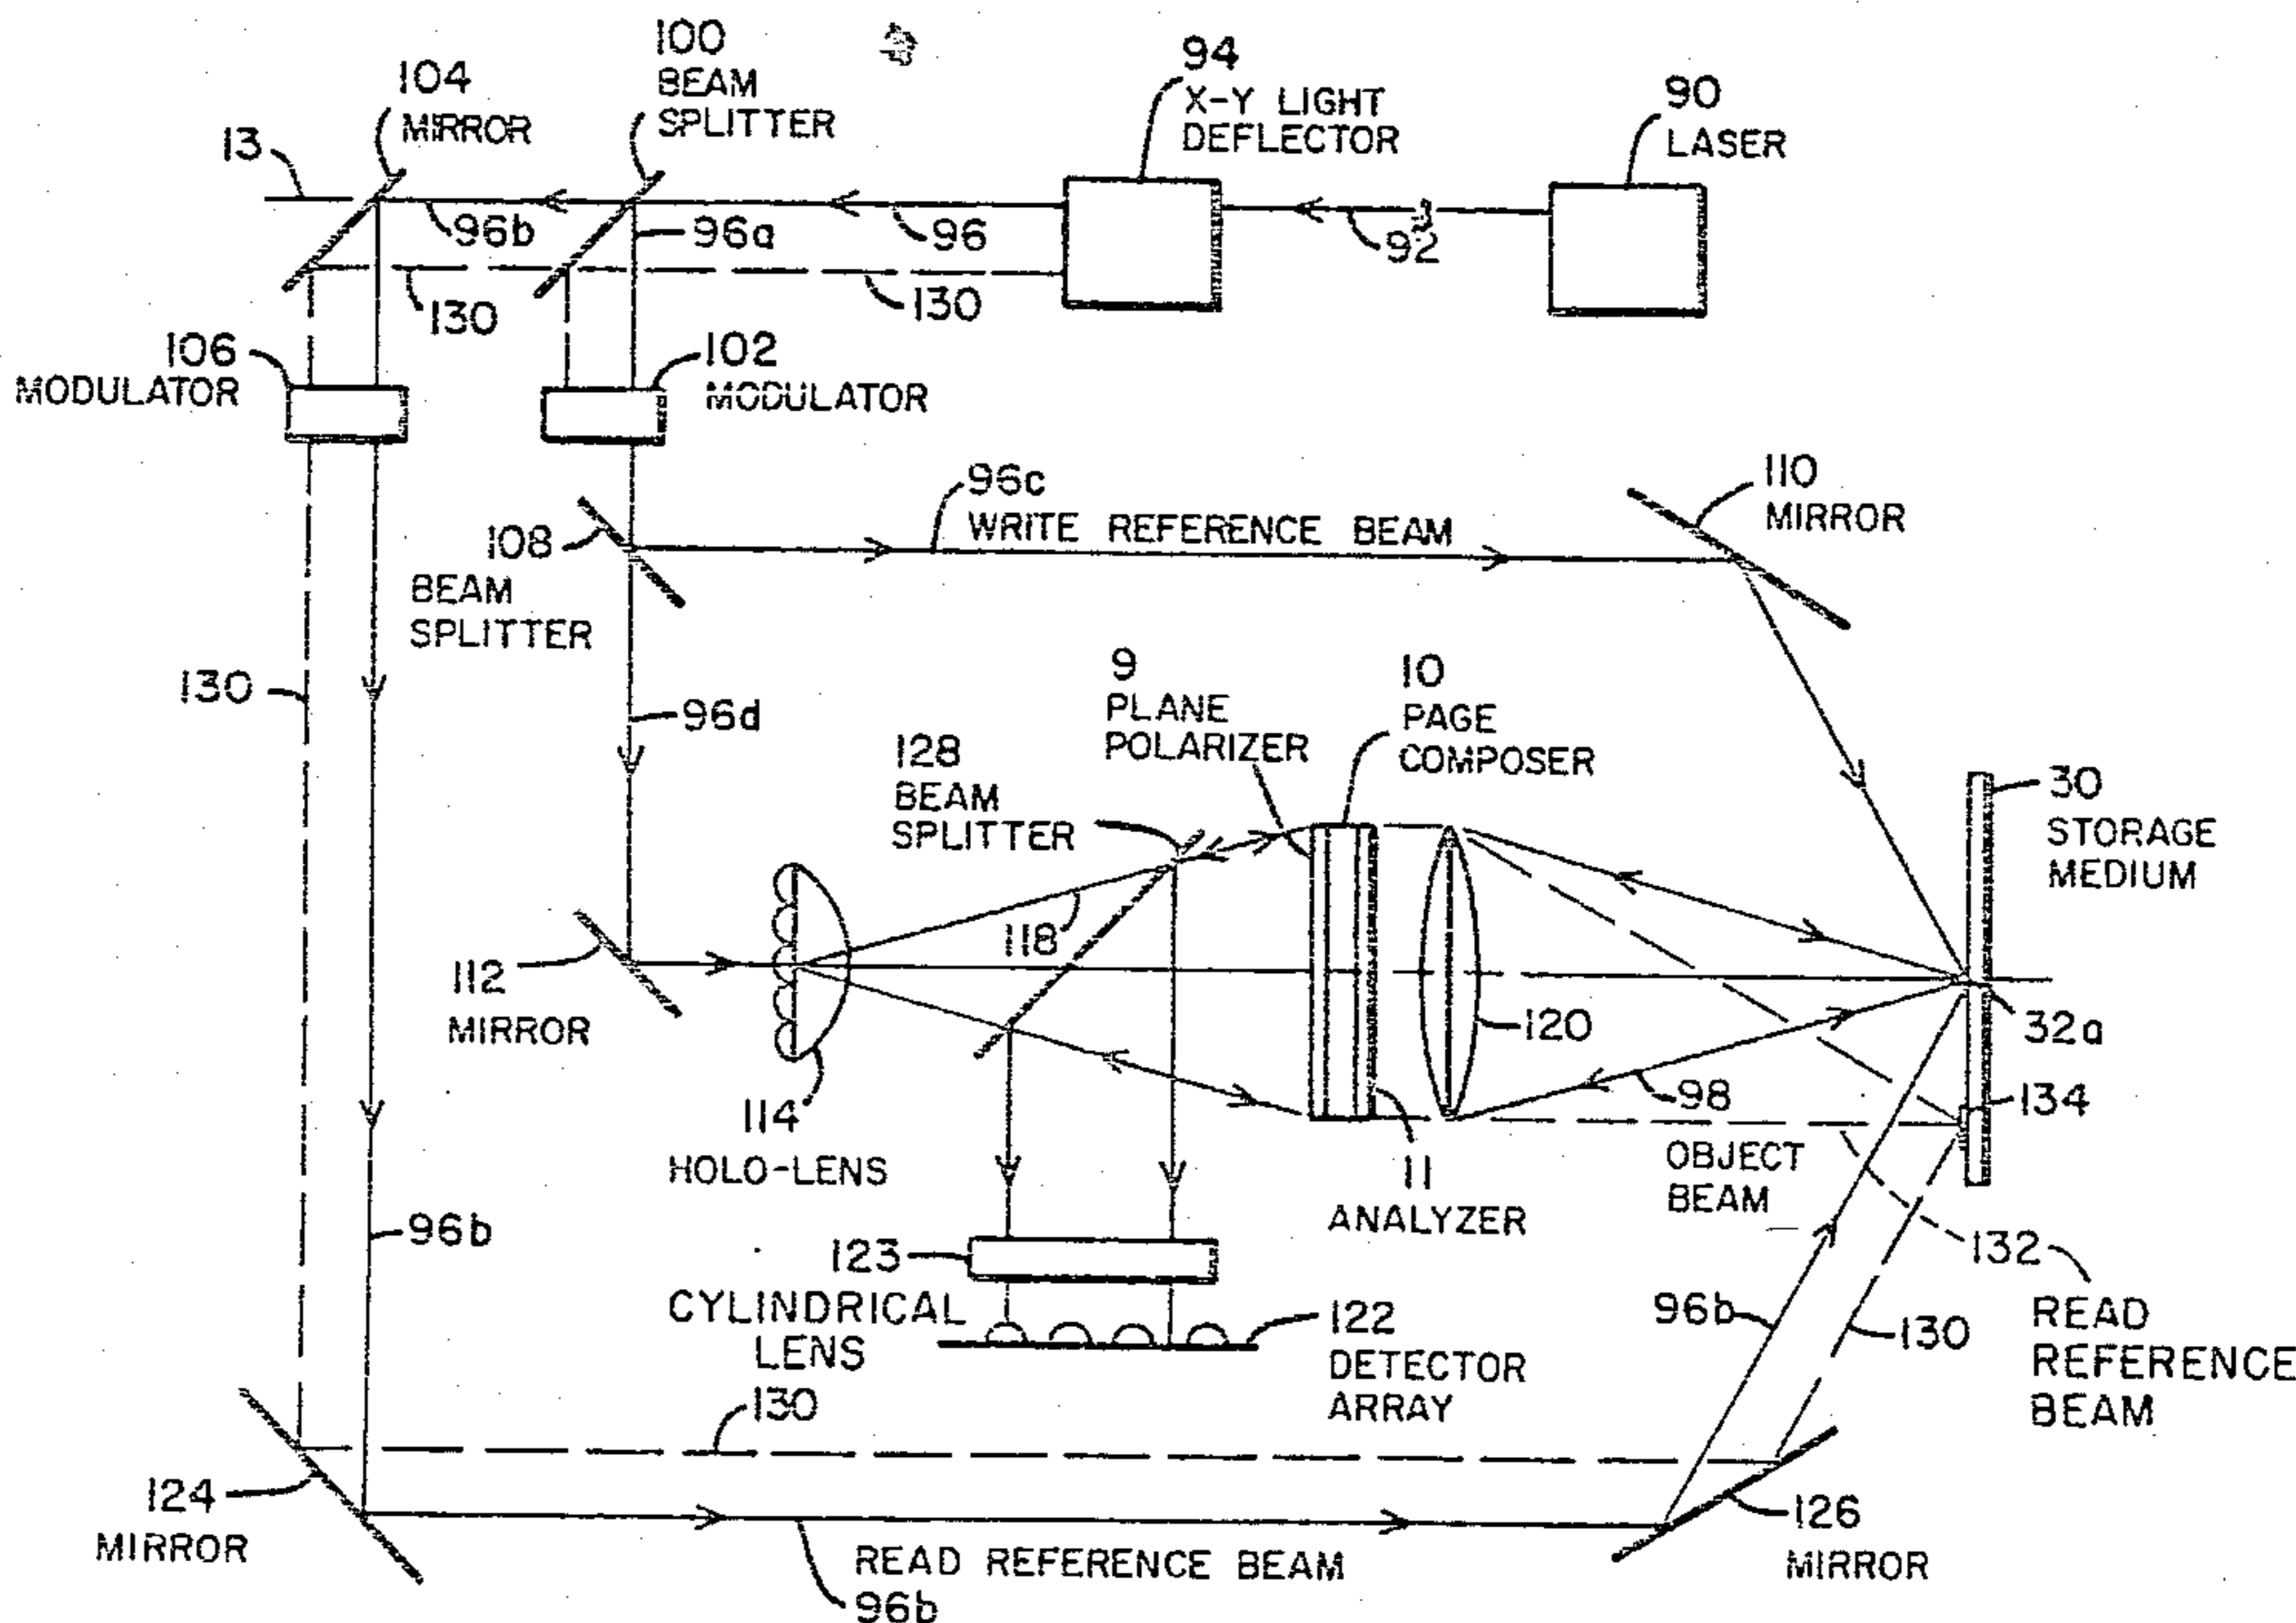 100
BEAM
SPLITTER
104
MIRROR
94
X-Y LIGHT
DEFLECTOR
90
LASER
13
96b
96a
96
92
130
130
106
MODULATOR
102
MODULATOR
96c
WRITE REFERENCE BEAM
110
MIRROR
108
BEAM
SPLITTER
130
96d
9
PLANE
POLARIZER
10
PAGE
COMPOSER
128
BEAM
SPLITTER
30
STORAGE
MEDIUM
118
112
MIRROR
120
32a
114
HOLO-LENS
98
134
OBJECT
BEAM
11
ANALYZER
96b
123
CYLINDRICAL
LENS
122
DETECTOR
ARRAY
132
READ
REFERENCE
BEAM
96b
130
130
124
MIRROR
126
MIRROR
READ REFERENCE BEAM
96b